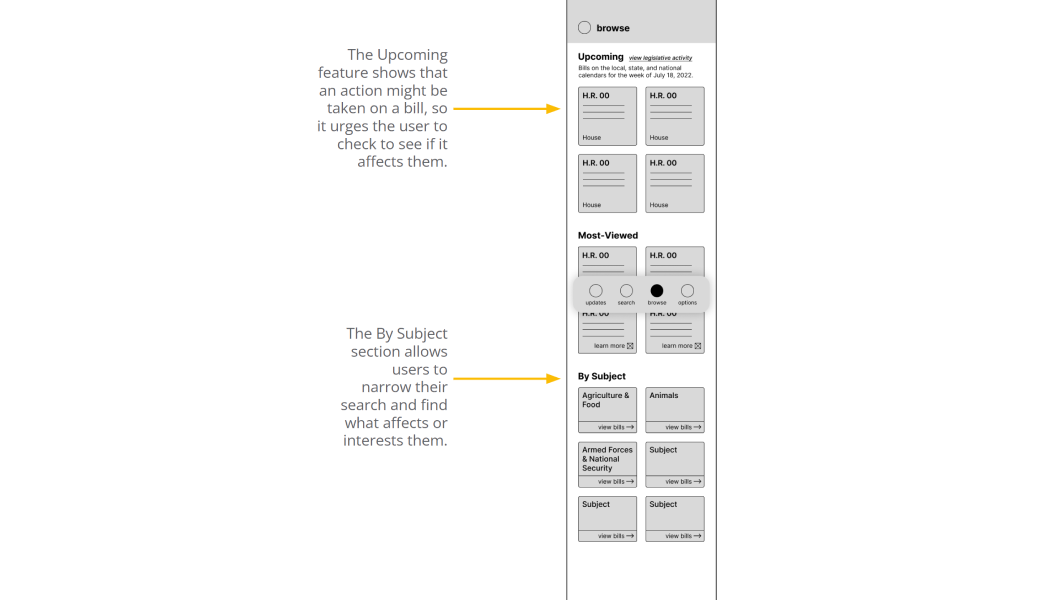 The Upcoming
feature shows that
an action might be
taken on a bill, so
it urges the user to
check to see if it
affects them.
The By Subject
section allows
users to
narrow their
search and find
what affects or
interests them.
browse
Upcoming view legislative activity
Bills on the local, state, and national
calendars for the week of July 18, 2022.
H.R. 00 H.R. 00
House House
H.R. 00 H.R. 00
House House
Most-Viewed
H.R. 00 H.R. 00
updates search browse options
H.R. 00 H.R. 00
learn more learn more
By Subject
Agriculture &
Food
Animals
view bills → view bills →
Armed Forces
& National
Security
Subject
view bills → view bills →
Subject Subject
view bills → view bills →